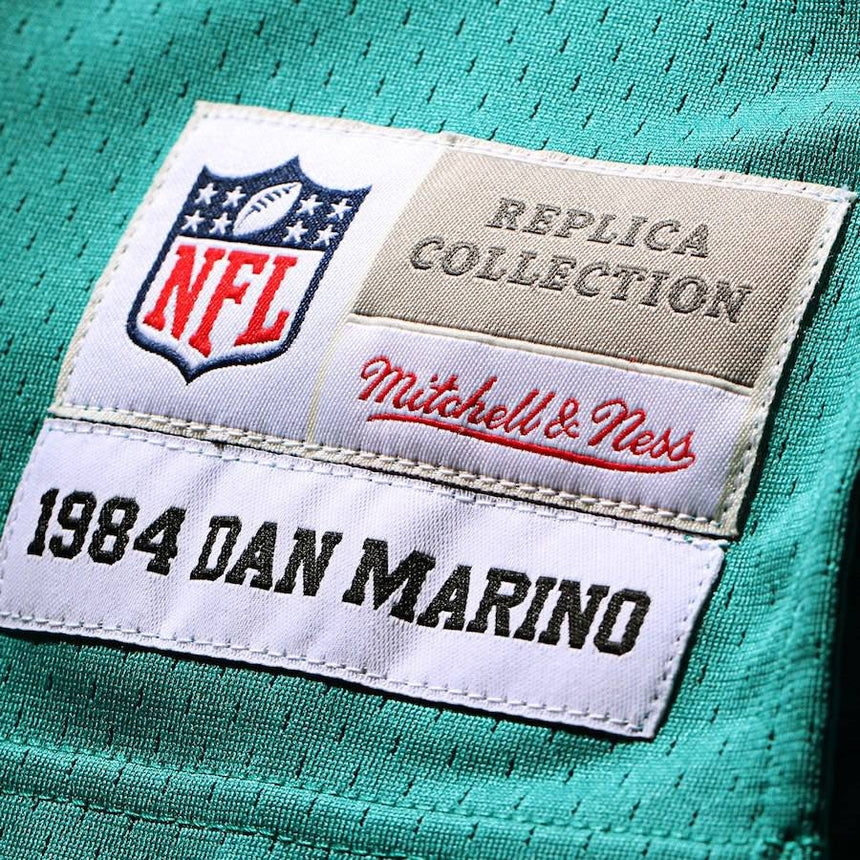 NFL
REPLICA
COLLECTION
Mitchell & Ness
1984 DAN MARINO